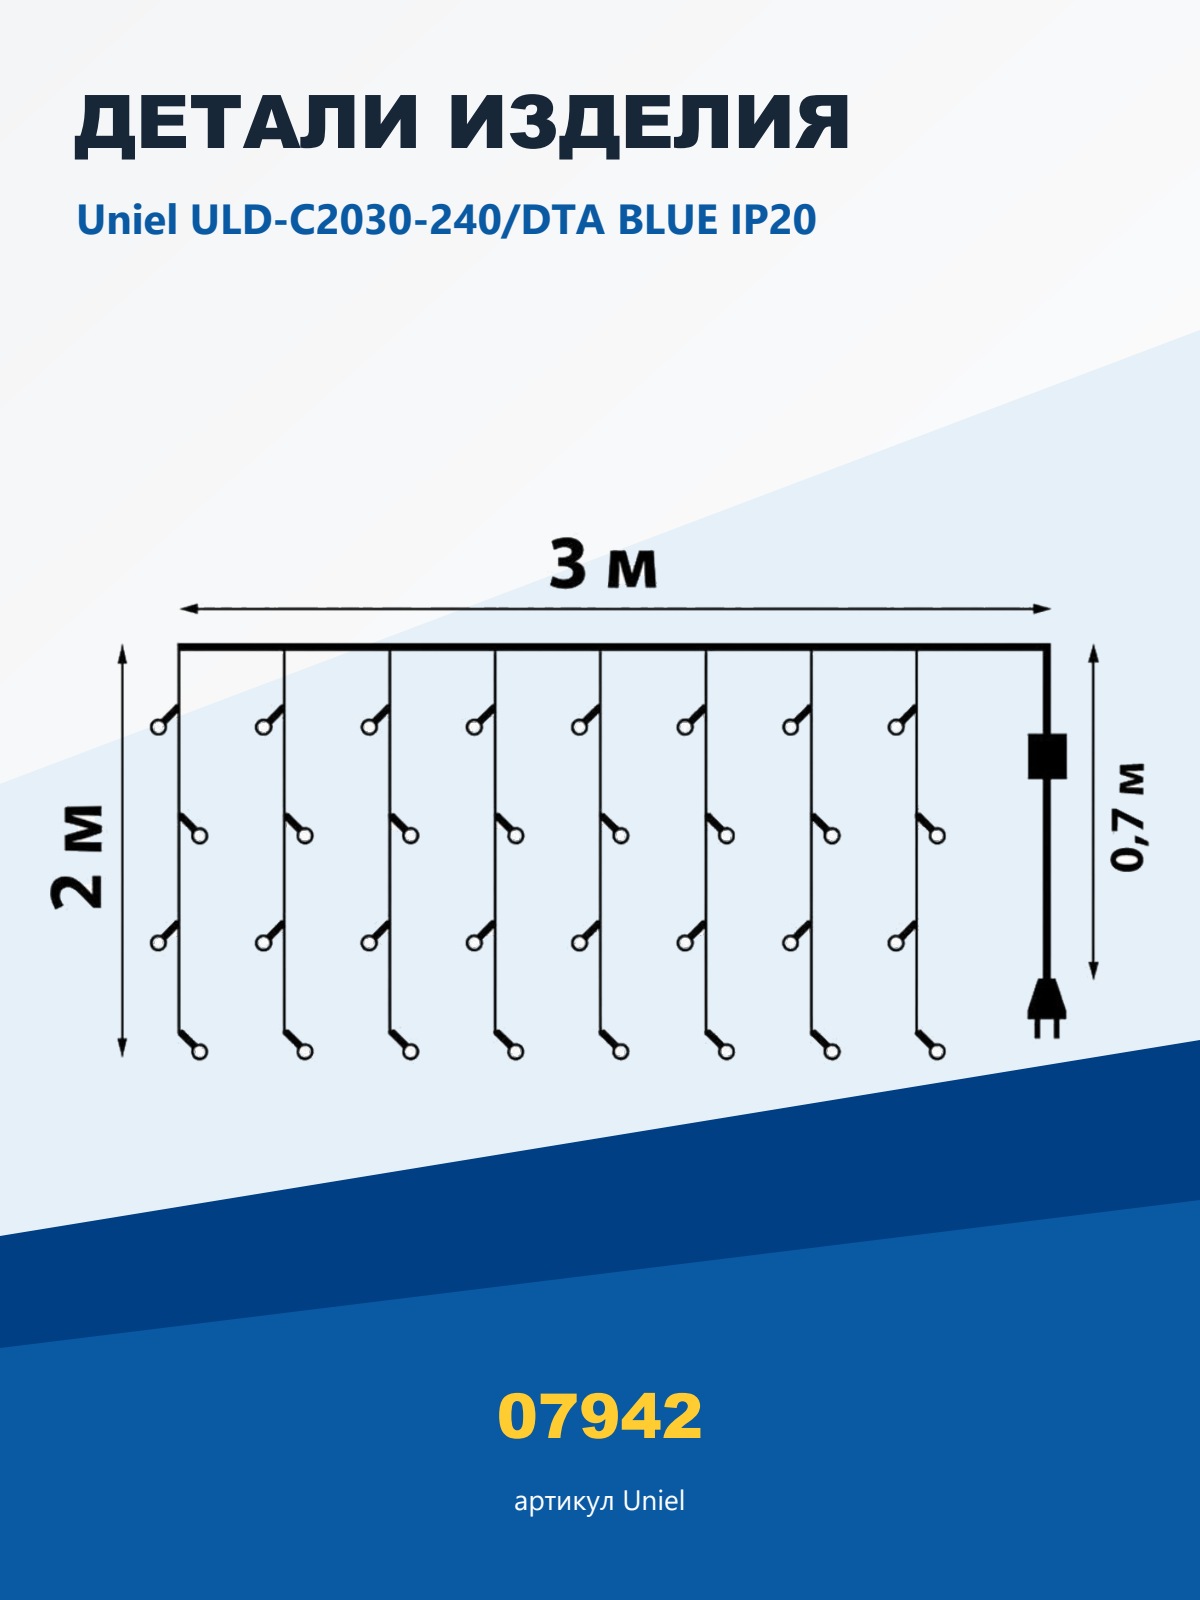 ДЕТАЛИ ИЗДЕЛИЯ
Uniel ULD-C2030-240/DTA BLUE IP20
3 м
2 м
0,7 м
07942
артикул Uniel